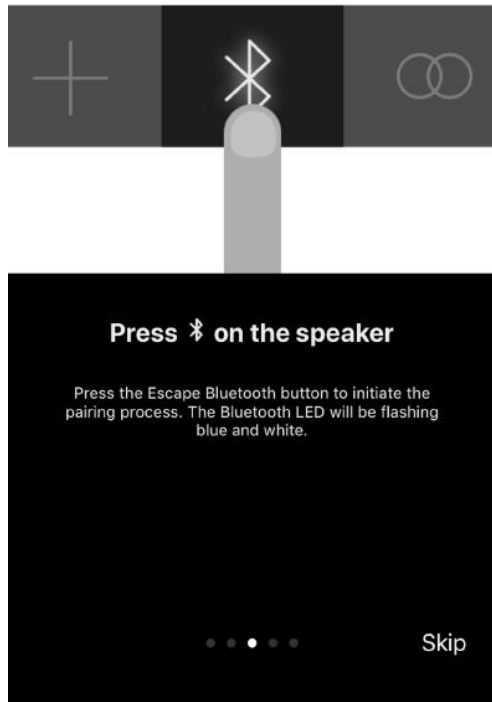 Press on the speaker
Press the Escape Bluetooth button to initiate the
pairing process. The Bluetooth LED will be flashing
blue and white.
Skip